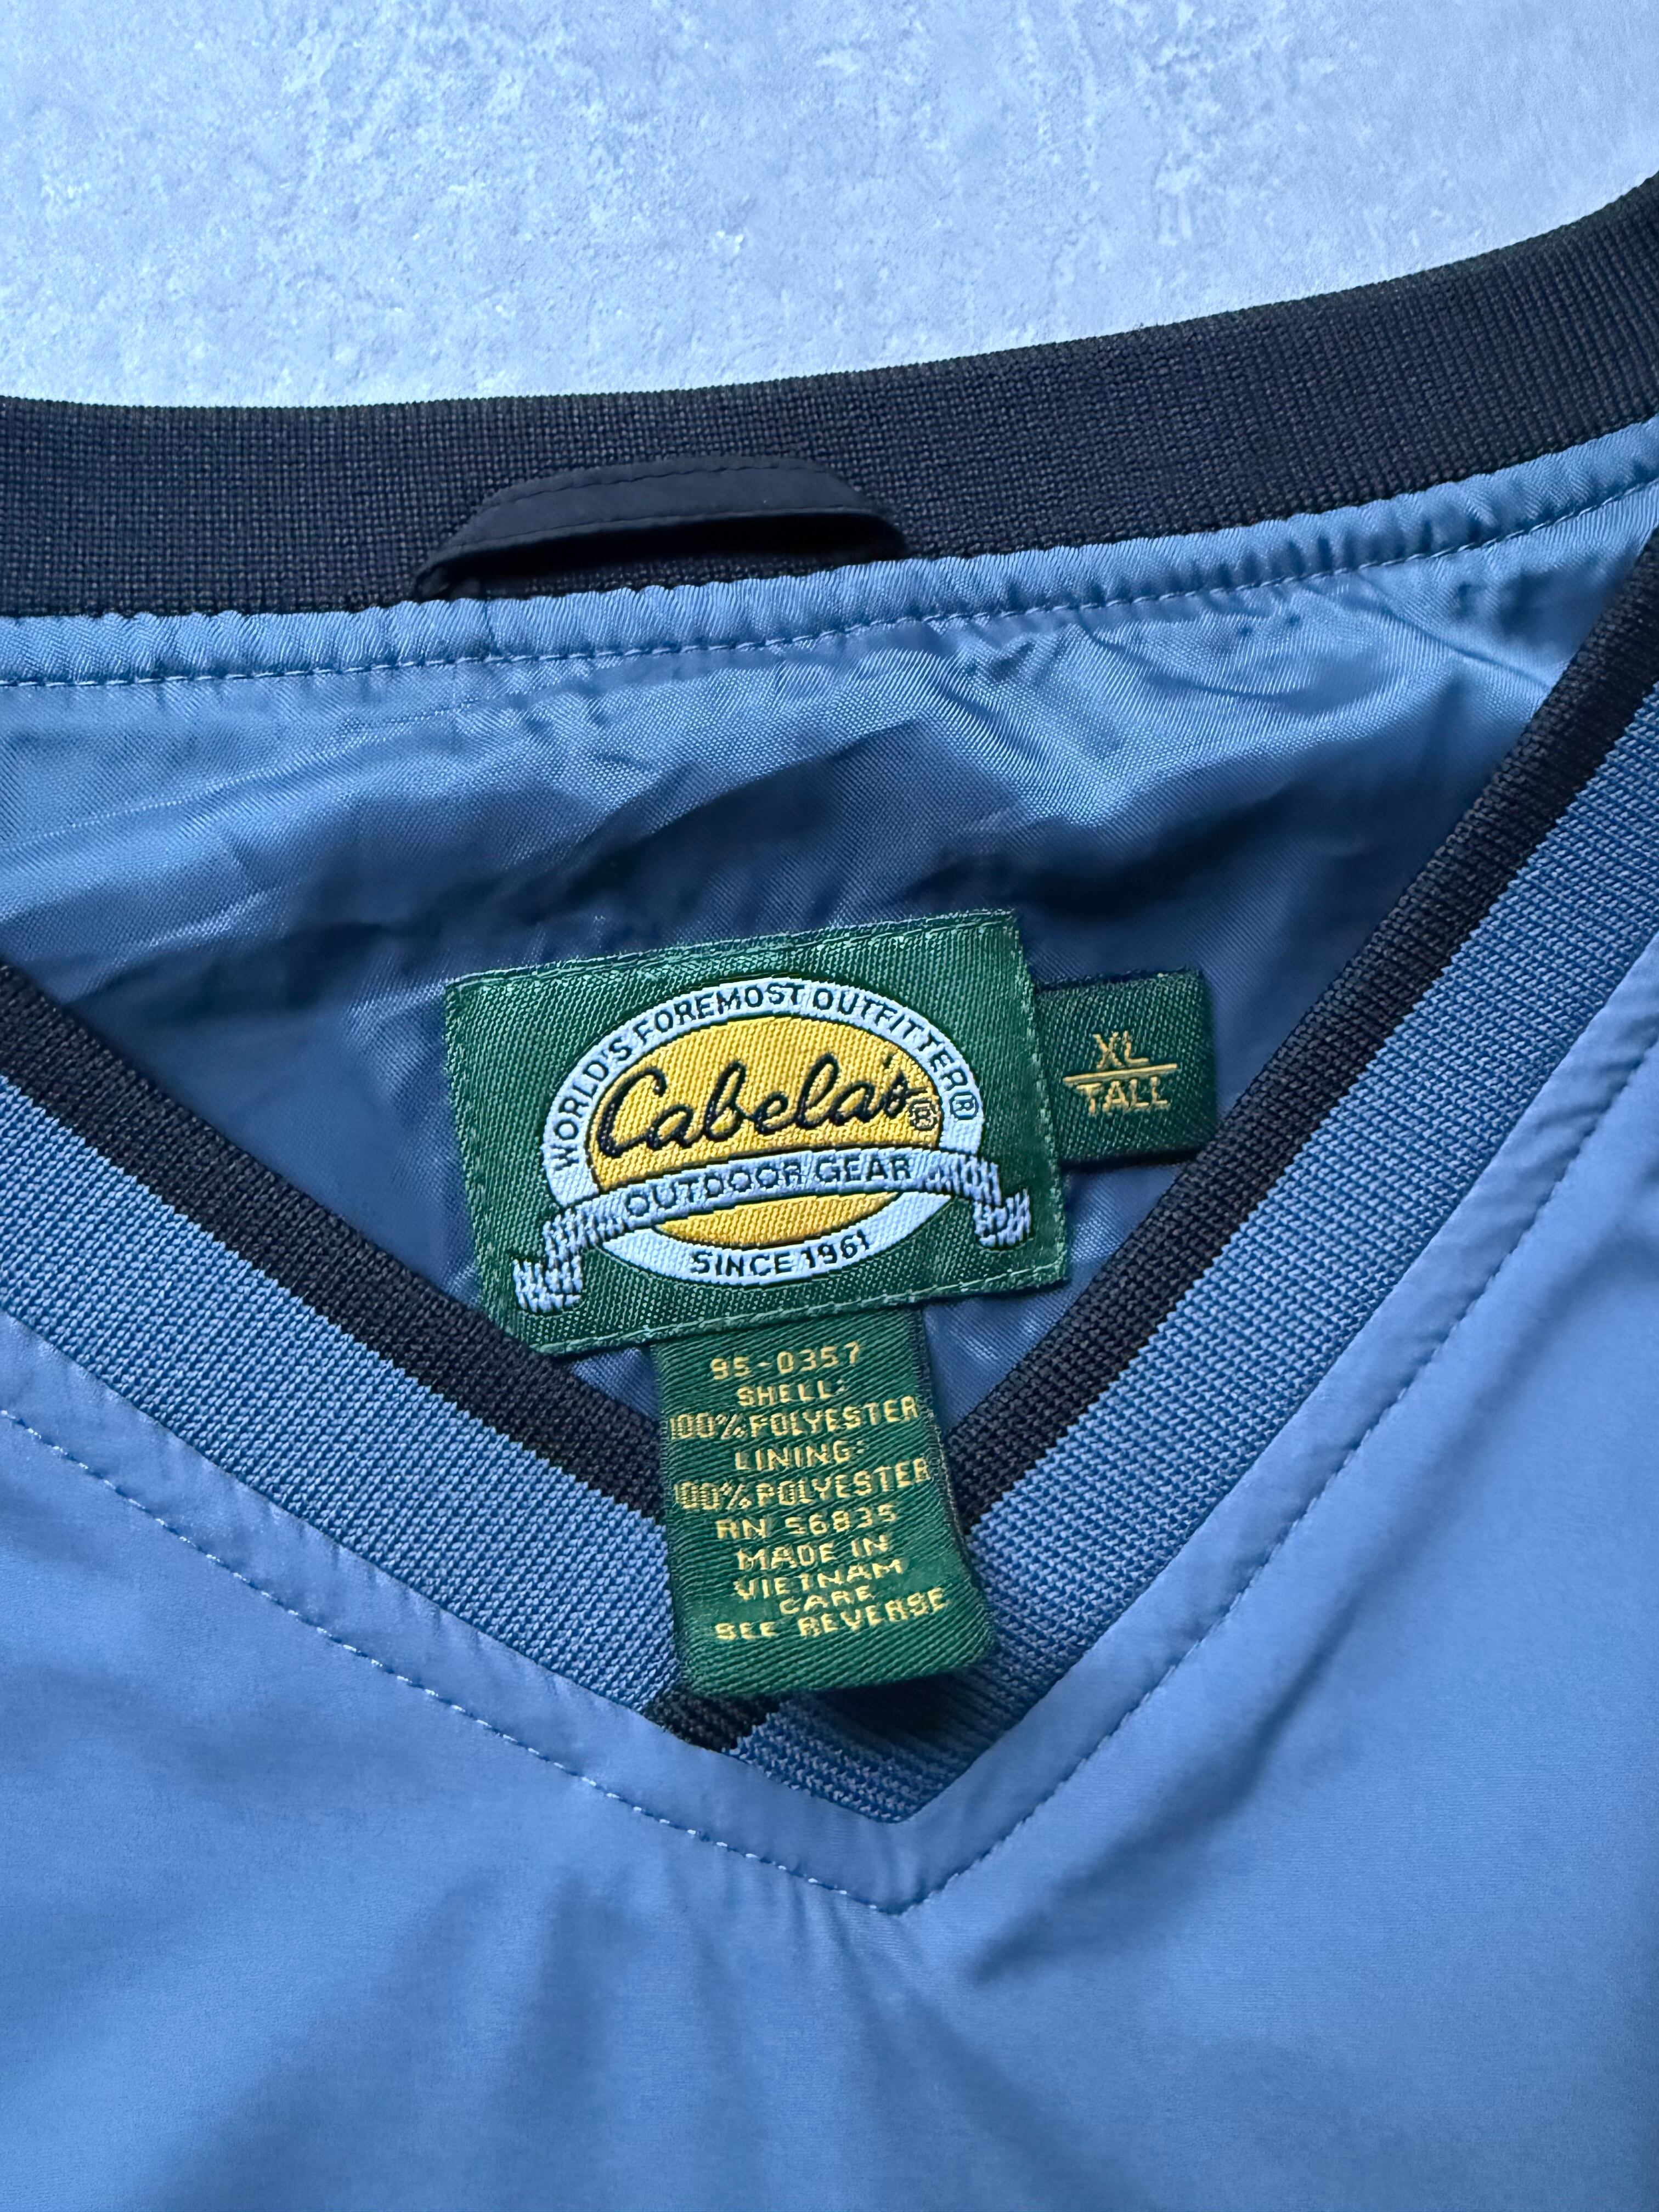 WORLD'S FOREMOST OUTFITTER®
Cabela's®
OUTDOOR GEAR
SINCE 1961
XL
TALL
95-0357
SHELL:
100% POLYESTER
LINING:
100% POLYESTER
RN 56835
MADE IN
VIETNAM
CARE
SEE REVERSE